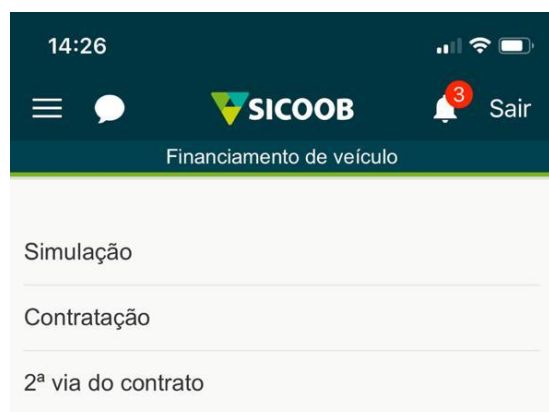 14:26
SICOOB
3
Sair
Financiamento de veículo
Simulação
Contratação
2ª via do contrato